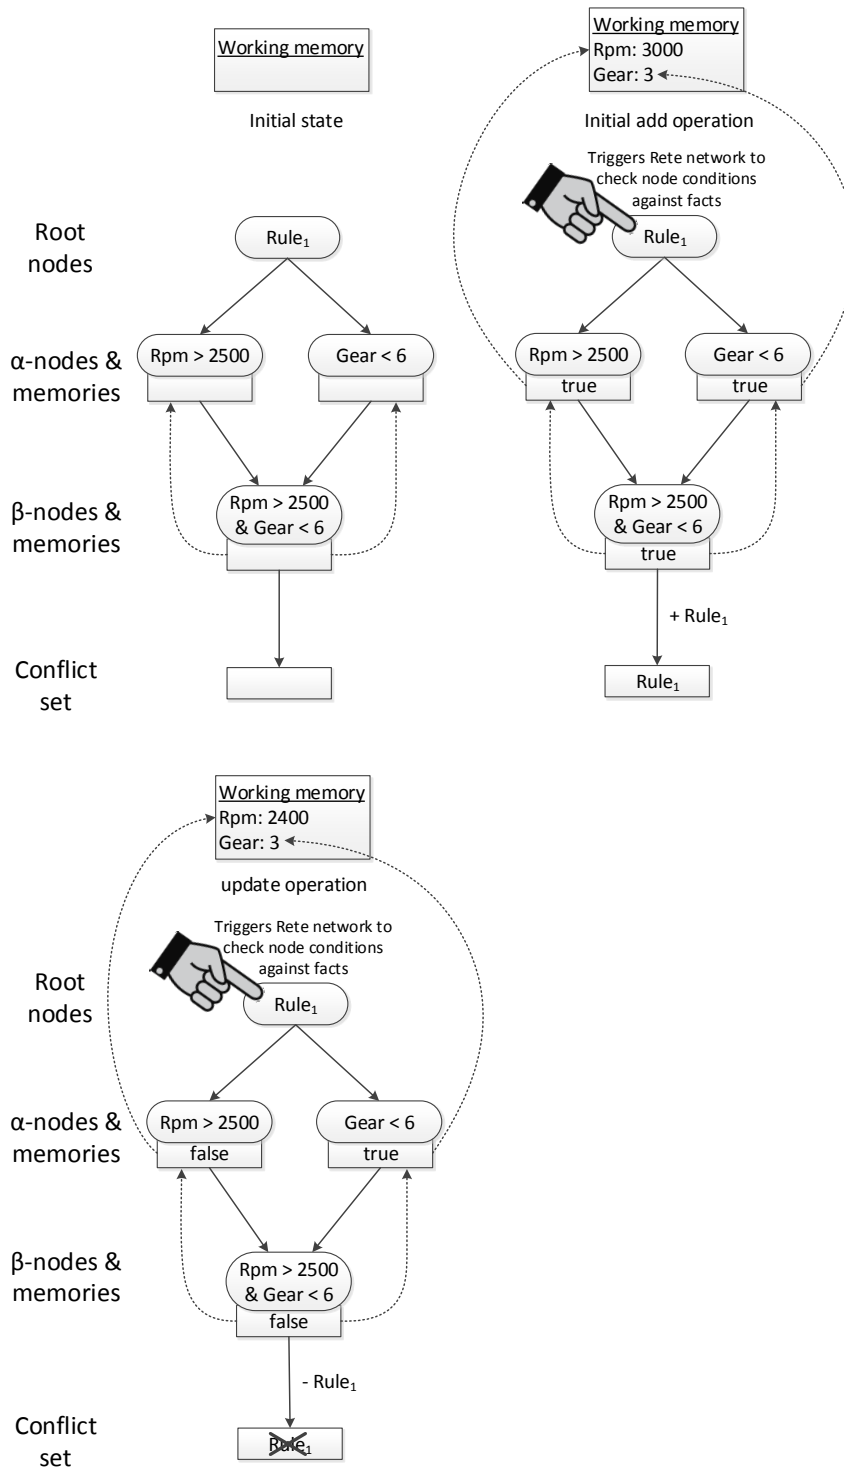 Working memory
Initial state
Root
nodes
Rule₁
α-nodes &
memories
Rpm > 2500
Gear < 6
β-nodes &
memories
Rpm > 2500
& Gear < 6
Conflict
set
Working memory
Rpm: 3000
Gear: 3
Initial add operation
Triggers Rete network to
check node conditions
against facts
Rule₁
Rpm > 2500
true
Gear < 6
true
Rpm > 2500
& Gear < 6
true
+ Rule₁
Rule₁
Working memory
Rpm: 2400
Gear: 3
update operation
Triggers Rete network to
check node conditions
against facts
Root
nodes
Rule₁
α-nodes &
memories
Rpm > 2500
false
Gear < 6
true
β-nodes &
memories
Rpm > 2500
& Gear < 6
false
- Rule₁
Conflict
set
Rule₁